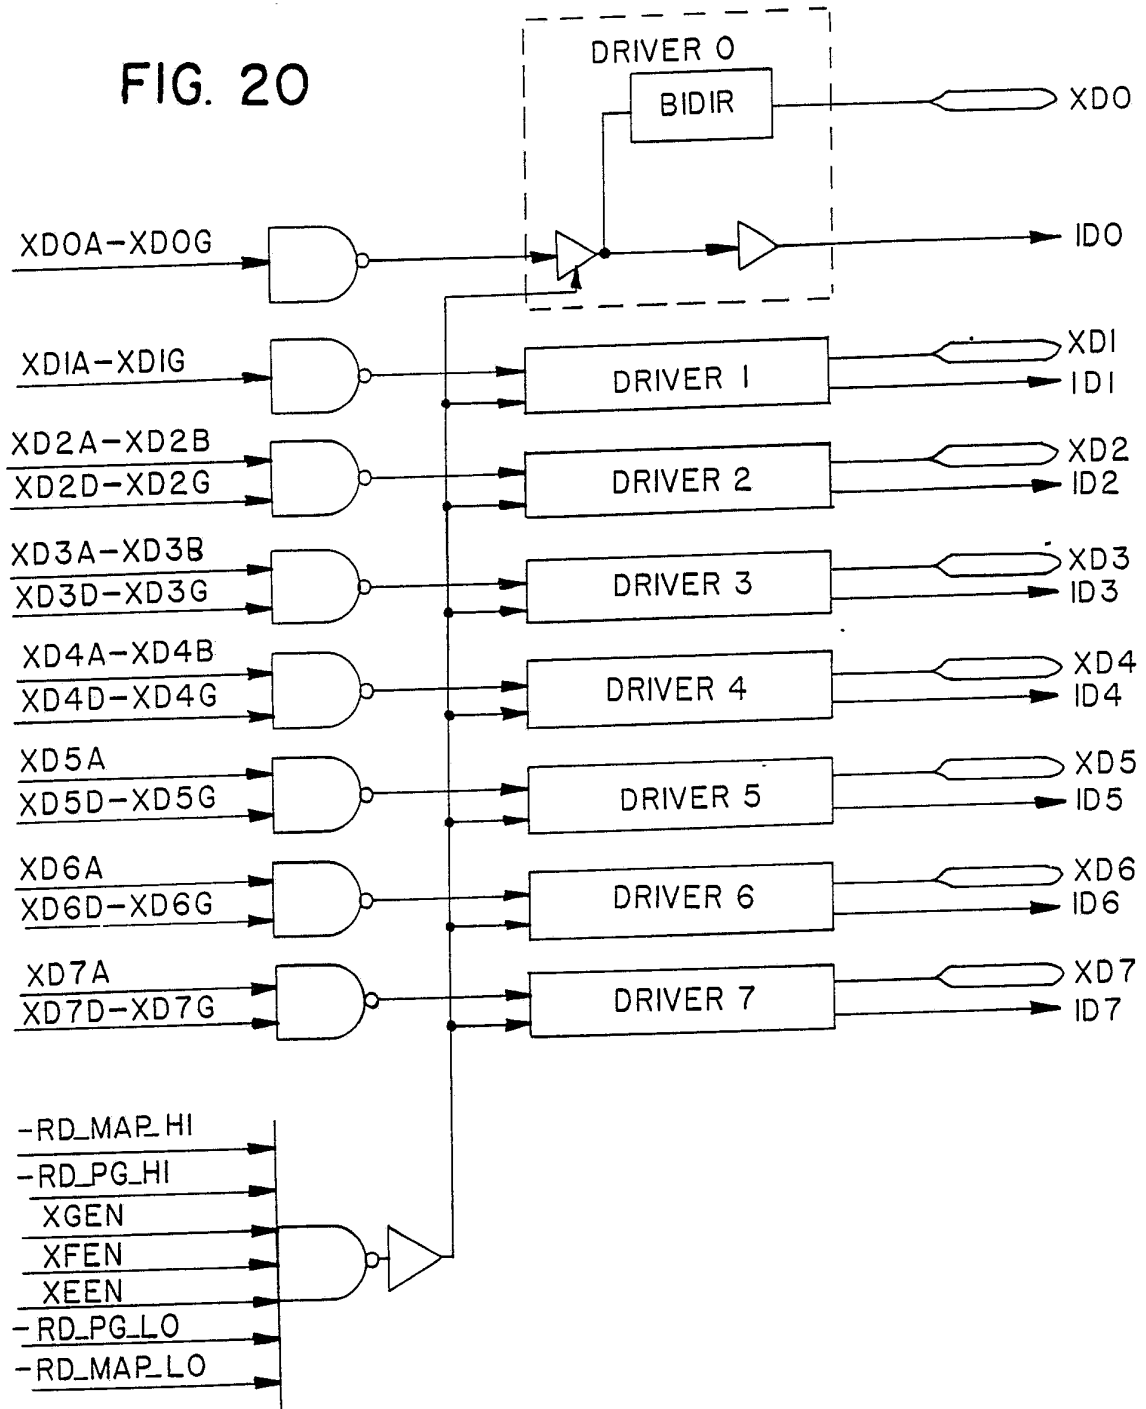 FIG. 20
DRIVER 0
BIDIR
XD0
XD0A-XD0G
ID0
XD1A-XD1G
DRIVER 1
XD1
ID1
XD2A-XD2B
XD2D-XD2G
DRIVER 2
XD2
ID2
XD3A-XD3B
XD3D-XD3G
DRIVER 3
XD3
ID3
XD4A-XD4B
XD4D-XD4G
DRIVER 4
XD4
ID4
XD5A
XD5D-XD5G
DRIVER 5
XD5
ID5
XD6A
XD6D-XD6G
DRIVER 6
XD6
ID6
XD7A
XD7D-XD7G
DRIVER 7
XD7
ID7
-RD_MAP_HI
-RD_PG_HI
XGEN
XFEN
XEEN
-RD_PG_LO
-RD_MAP_LO